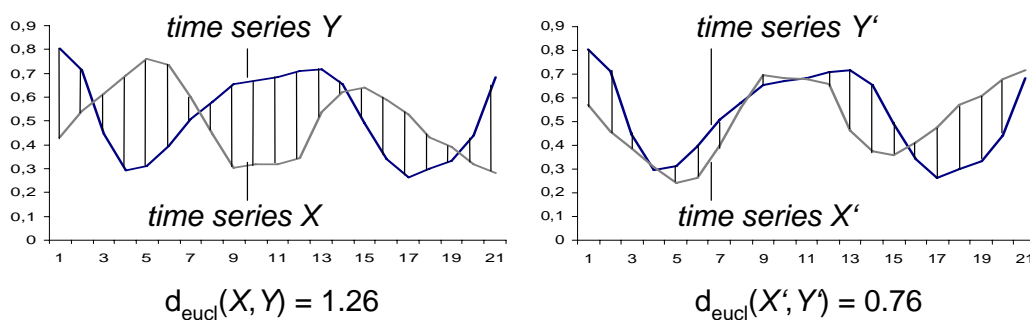 time series Y
0,9
0,8
0,7
0,6
0,5
0,4
0,3
0,2
0,1
0
time series X
1 3 5 7 9 11 13 15 17 19 21
d_eucl(X, Y) = 1.26
time series Y‘
0,9
0,8
0,7
0,6
0,5
0,4
0,3
0,2
0,1
0
time series X‘
1 3 5 7 9 11 13 15 17 19 21
d_eucl(X‘, Y‘) = 0.76